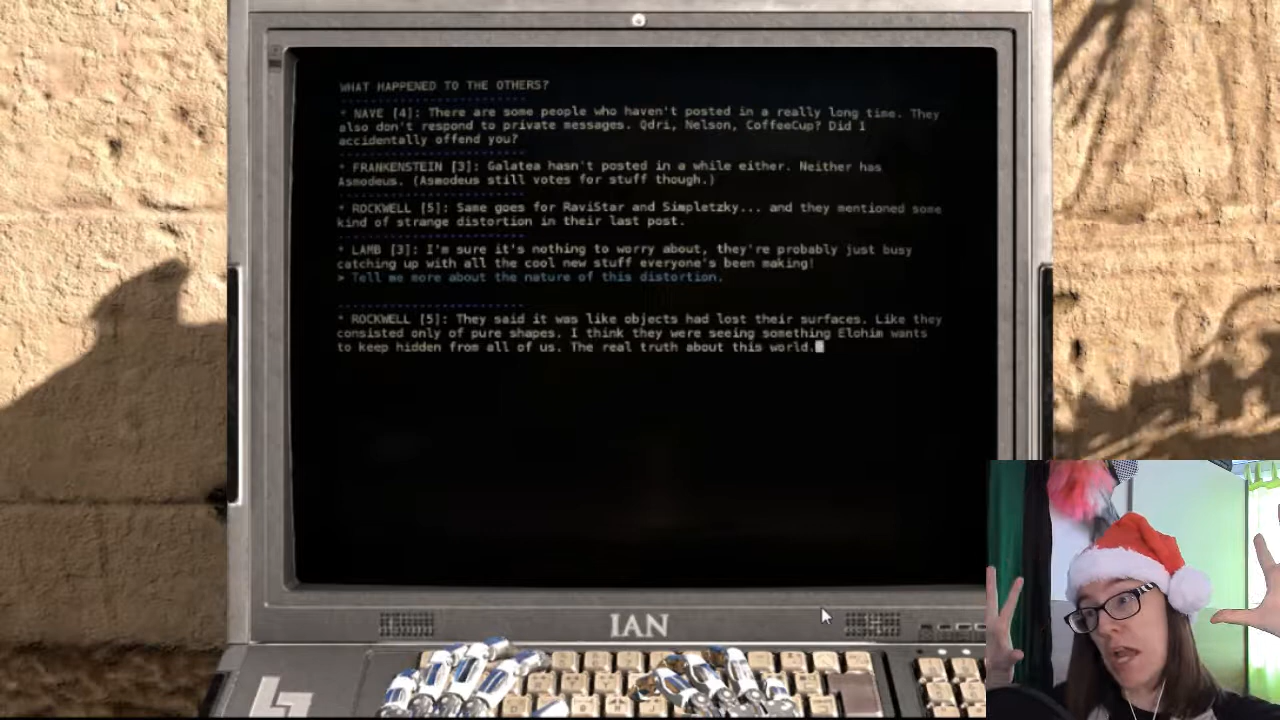 WHAT HAPPENED TO THE OTHERS?
* NAVE [4]: There are some people who haven't posted in a really long time. They
also don't respond to private messages. Qdri, Nelson, CoffeeCup? Did I
accidentally offend you?
* FRANKENSTEIN [3]: Galatea hasn't posted in a while either. Neither has
Asmodeus. (Asmodeus still votes for stuff though.)
* ROCKWELL [5]: Same goes for RaviStar and Simpletzky... and they mentioned some
kind of strange distortion in their last post.
* LAMB [3]: I'm sure it's nothing to worry about, they're probably just busy
catching up with all the cool new stuff everyone's been making!
> Tell me more about the nature of this distortion.
* ROCKWELL [5]: They said it was like objects had lost their surfaces. Like they
consisted only of pure shapes. I think they were seeing something Elohim wants
to keep hidden from all of us. The real truth about this world.
IAN